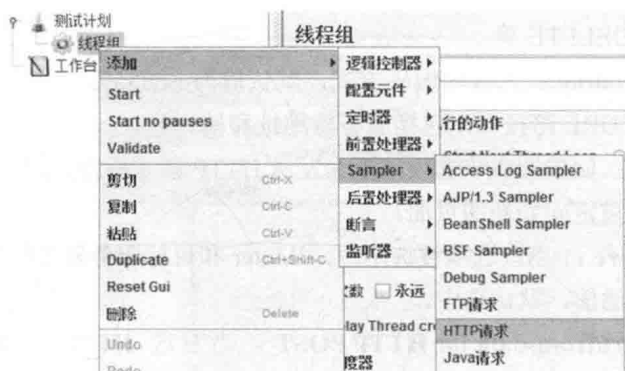 测试计划
线程组
工作台
线程组
添加
Start
Start no pauses
Validate
剪切 Ctrl-X
复制 Ctrl-C
粘贴 Ctrl-V
Duplicate Ctrl+Shift-C
Reset Gui
删除 Delete
Undo
逻辑控制器
配置元件
定时器
前置处理器
Sampler
后置处理器
断言
监听器
行的动作
次数 永远
lay Thread cre
度器
Access Log Sampler
AJP/1.3 Sampler
BeanShell Sampler
BSF Sampler
Debug Sampler
FTP请求
HTTP请求
Java请求